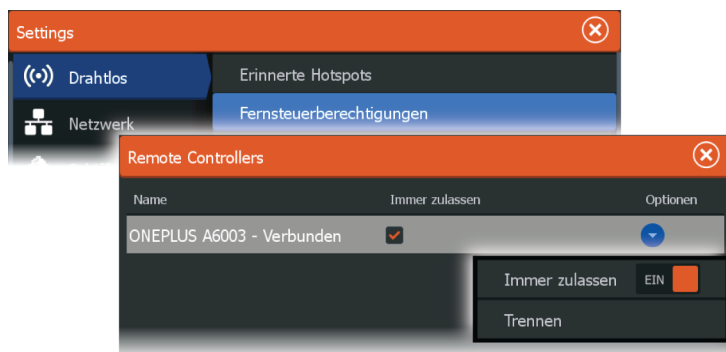 Settings
Drahtlos
Erinnerte Hotspots
Netzwerk
Fernsteuerberechtigungen
Remote Controllers
Name Immer zulassen Optionen
ONEPLUS A6003 - Verbunden
Immer zulassen EIN
Trennen